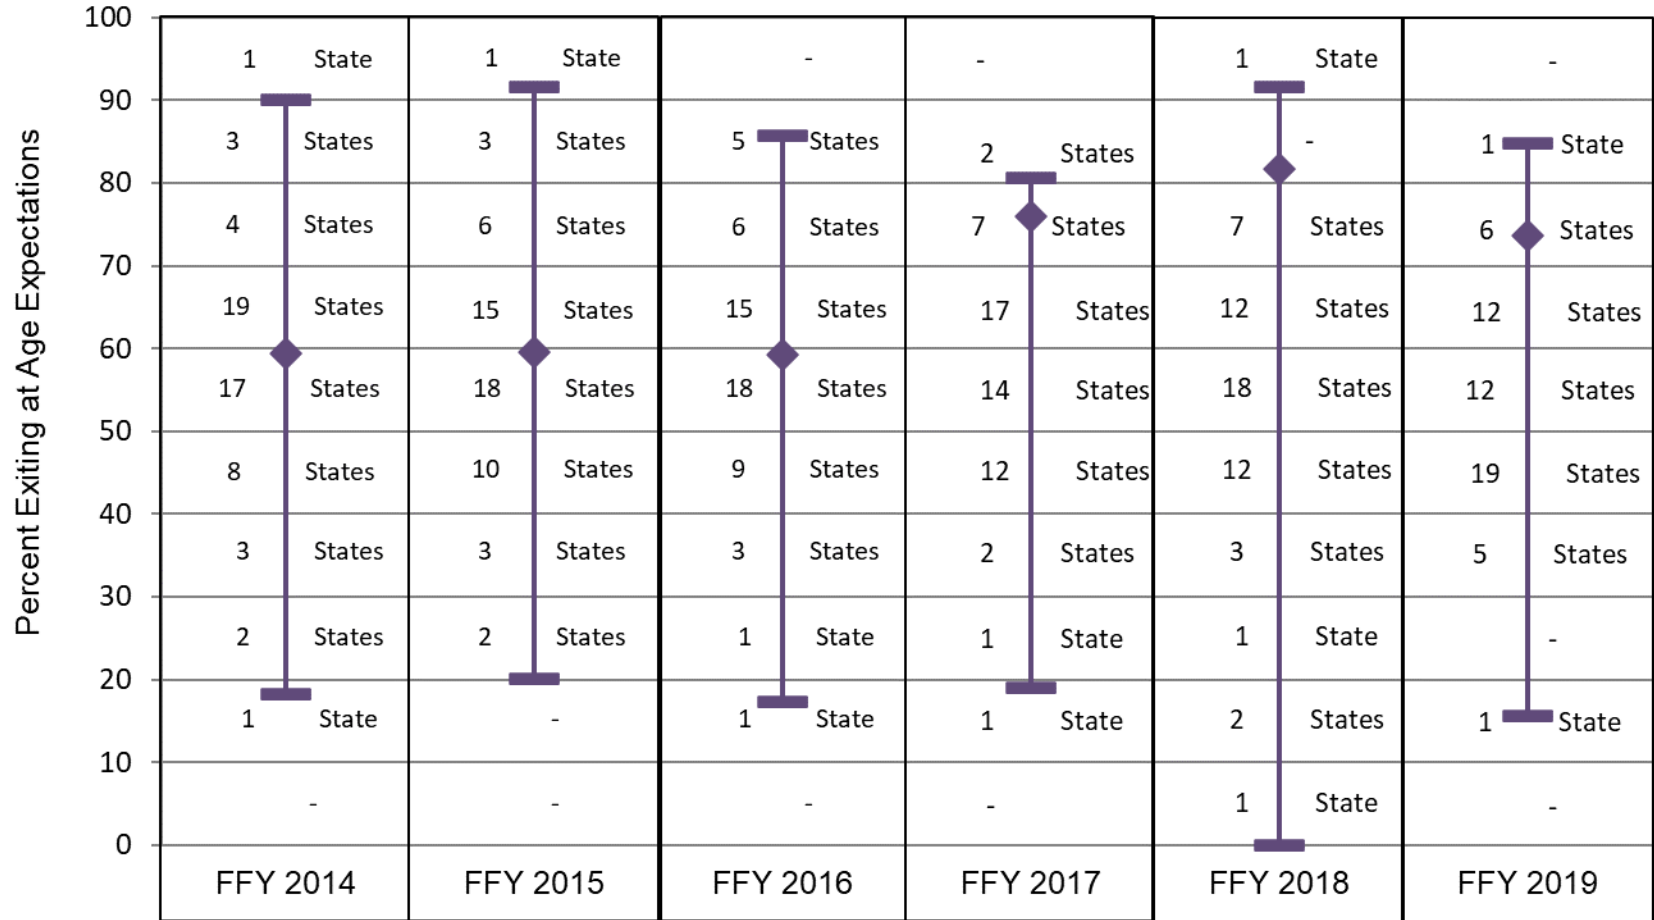 Percent Exiting at Age Expectations
100
1 State 1 State - - 1 State -
90
3 States 3 States 5 States 2 States - 1 State
80
4 States 6 States 6 States 7 States 7 States 6 States
70
19 States 15 States 15 States 17 States 12 States 12 States
60
17 States 18 States 18 States 14 States 18 States 12 States
50
8 States 10 States 9 States 12 States 12 States 19 States
40
3 States 3 States 3 States 2 States 3 States 5 States
30
2 States 2 States 1 State 1 State 1 State -
20
1 State - 1 State 1 State 2 States 1 State
10
- - - - 1 State -
0
FFY 2014 FFY 2015 FFY 2016 FFY 2017 FFY 2018 FFY 2019